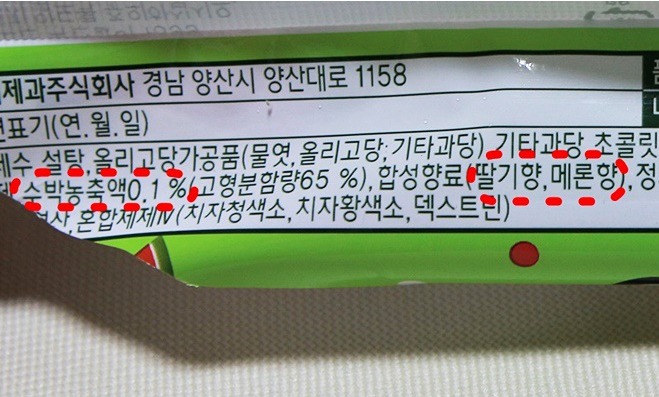 제과주식회사 경남 양산시 양산대로 1158
표기(연.월.일)
설탕,올리고당가공품(물엿,올리고당;기타과당),기타과당,초콜릿
수박농축액0.1%(고형분함량65 %),합성향료(딸기향,메론향),정
혼합제제Ⅳ(치자청색소,치자황색소,덱스트린)